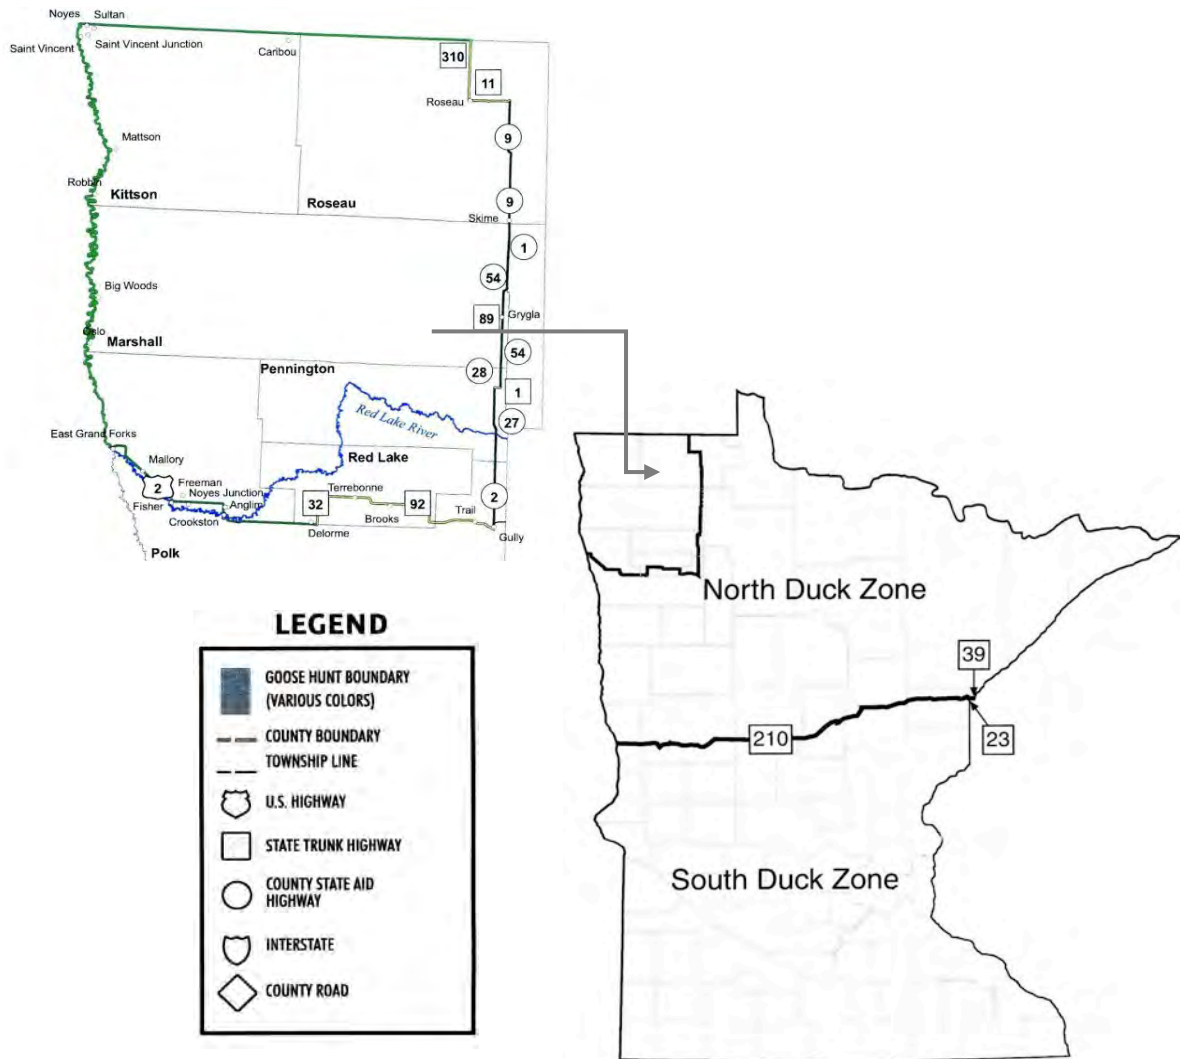 Noyes
Sultan
Saint Vincent
Saint Vincent Junction
Caribou
310
11
Roseau
9
Mattson
Robbin
Kittson
Roseau
9
Skime
1
54
Big Woods
89
Grygla
Oslo
Marshall
54
Pennington
28
1
Red Lake River
27
East Grand Forks
Mallory
Red Lake
2
Freeman
Noyes Junction
Terrebonne
2
Fisher
Anglim
32
92
Trail
Crookston
Brooks
Delorme
Gully
Polk
North Duck Zone
39
210
23
South Duck Zone
LEGEND
GOOSE HUNT BOUNDARY
(VARIOUS COLORS)
COUNTY BOUNDARY
TOWNSHIP LINE
U.S. HIGHWAY
STATE TRUNK HIGHWAY
COUNTY STATE AID
HIGHWAY
INTERSTATE
COUNTY ROAD